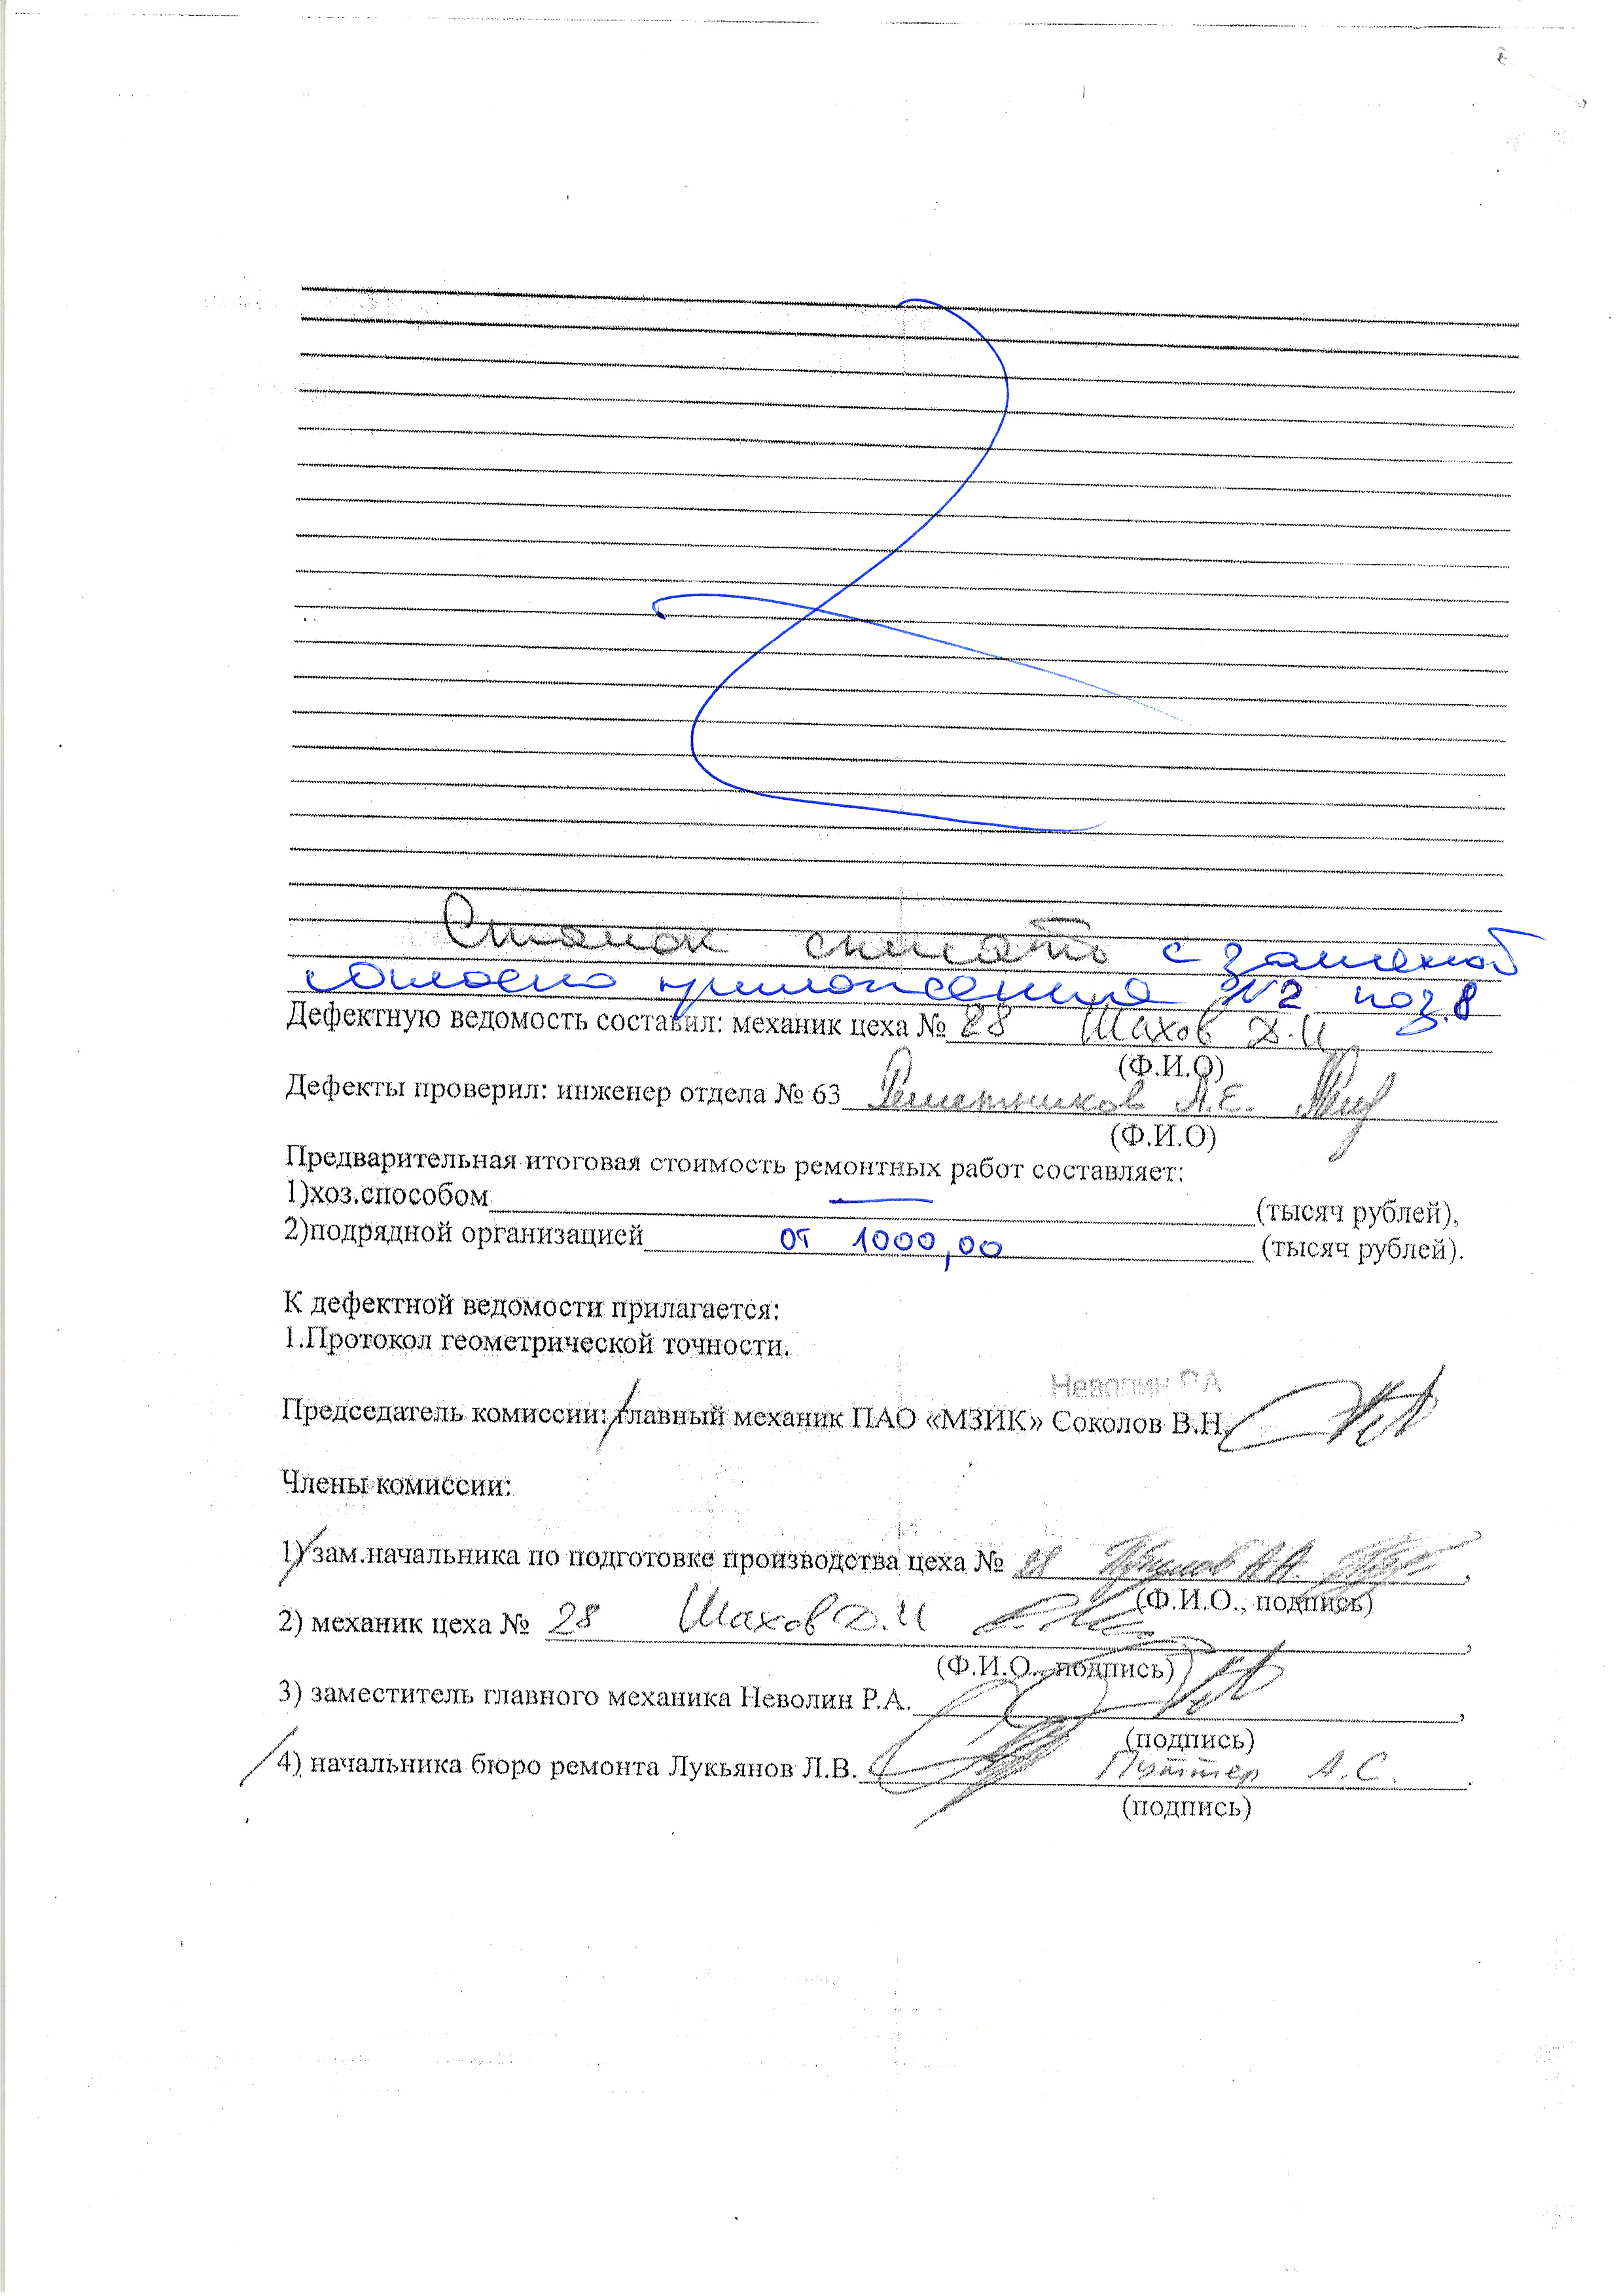 Станок списать с заменой
согласно приложения №2 поз.8
Дефектную ведомость составил: механик цеха № 28 Шахов Д.И
(Ф.И.О)
Дефекты проверил: инженер отдела № 63 Решетников А.Е.
(Ф.И.О)
Предварительная итоговая стоимость ремонтных работ составляет:
1)хоз.способом — (тысяч рублей),
2)подрядной организацией от 1000,00 (тысяч рублей).
К дефектной ведомости прилагается:
1.Протокол геометрической точности.
Неволин Р.А
Председатель комиссии: главный механик ПАО «МЗИК» Соколов В.Н.
Члены комиссии:
1) зам.начальника по подготовке производства цеха № 28
(Ф.И.О., подпись)
2) механик цеха № 28 Шахов Д.И
(Ф.И.О., подпись)
3) заместитель главного механика Неволин Р.А.
(подпись)
4) начальника бюро ремонта Лукьянов Л.В. Путтер А.С.
(подпись)